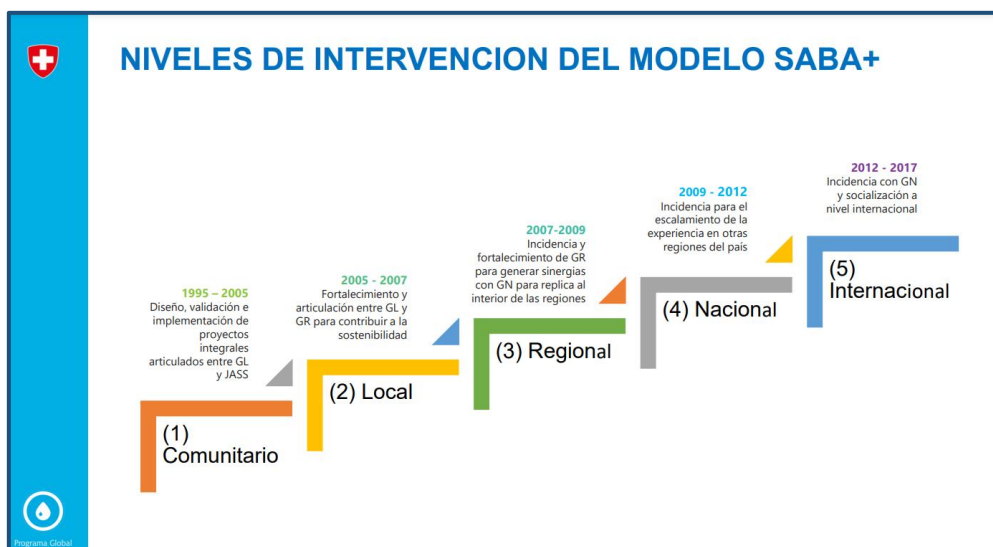 NIVELES DE INTERVENCION DEL MODELO SABA+
1995 – 2005
Diseño, validación e
implementación de
proyectos
integrales
articulados entre GL
y JASS
(1)
Comunitario
2005 - 2007
Fortalecimiento y
articulación entre GL y
GR para contribuir a la
sostenibilidad
(2) Local
2007-2009
Incidencia y
fortalecimiento de GR
para generar sinergias
con GN para replica al
interior de las regiones
(3) Regional
2009 - 2012
Incidencia para el
escalamiento de la
experiencia en otras
regiones del país
(4) Nacional
2012 - 2017
Incidencia con GN
y socialización a
nivel internacional
(5)
Internacional
Programa Global